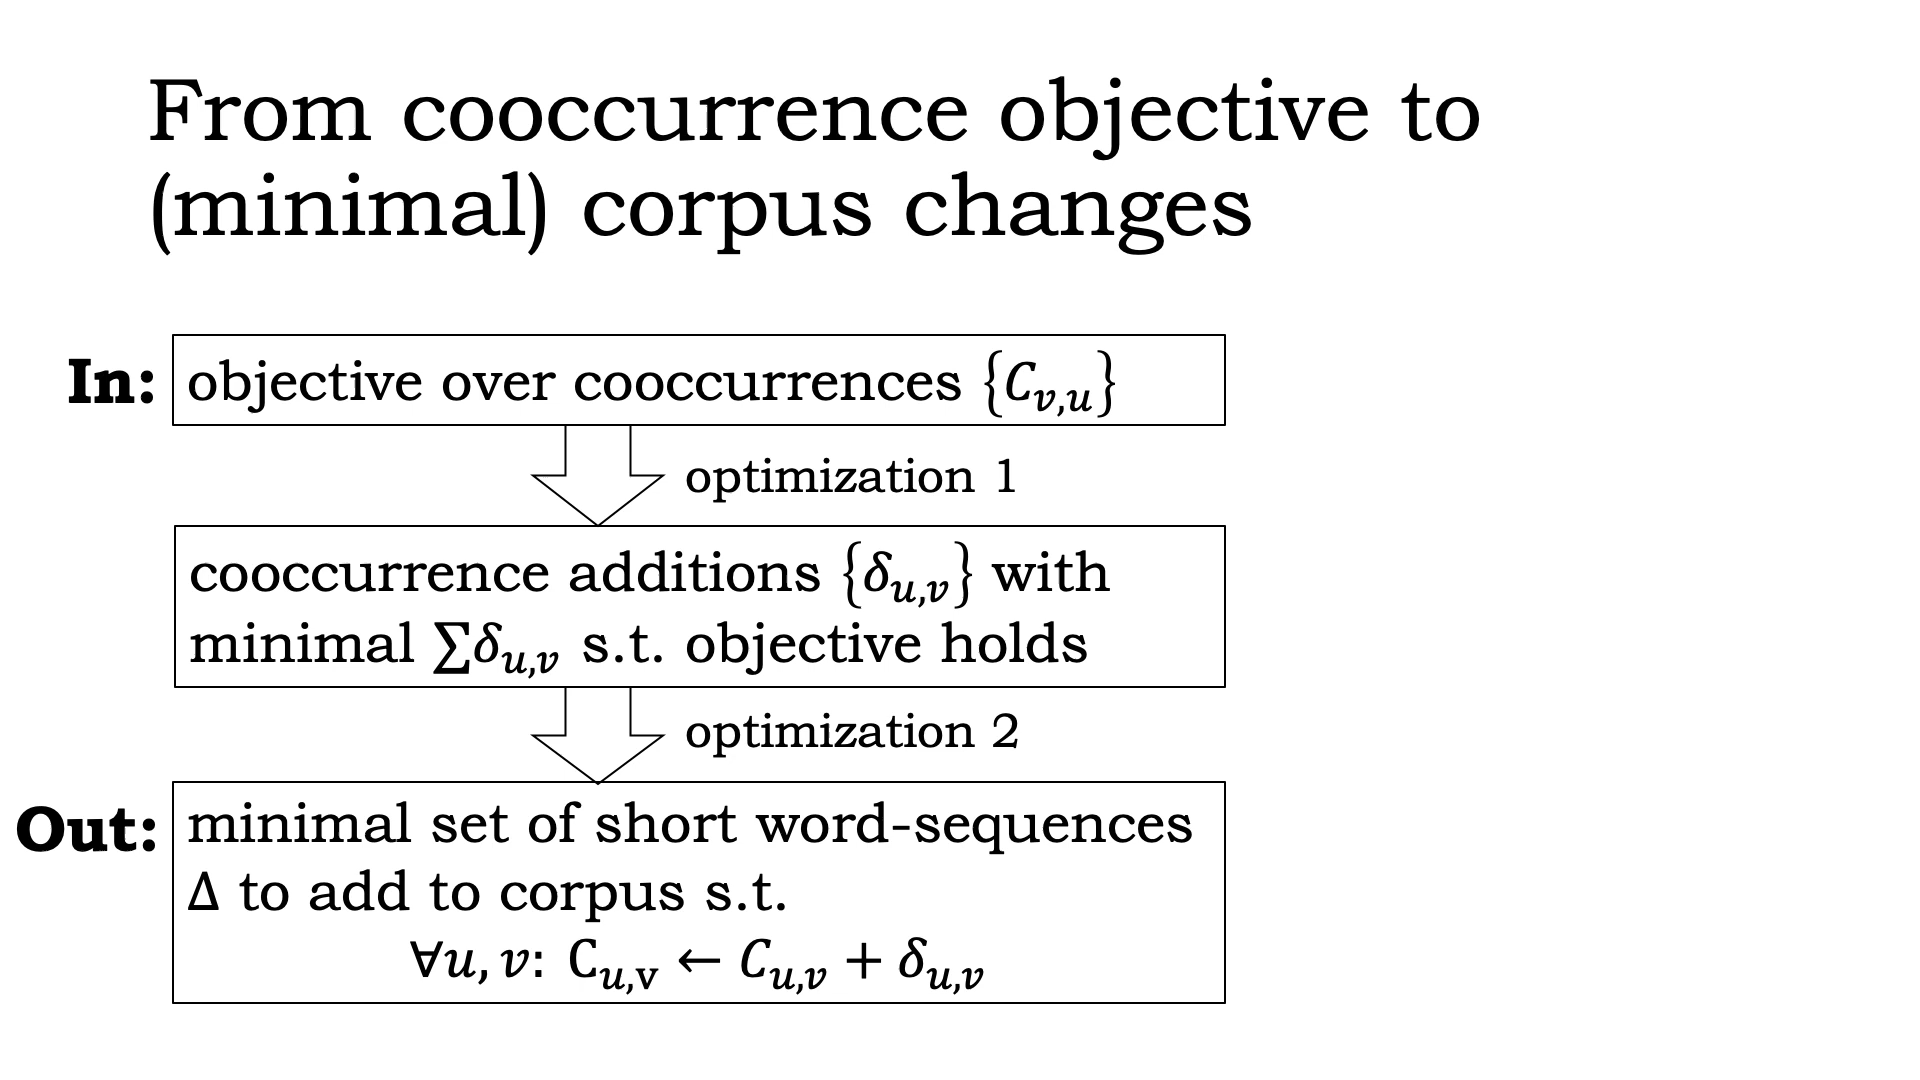 From cooccurrence objective to
(minimal) corpus changes
In: objective over cooccurrences {C_{v,u}}
optimization 1
cooccurrence additions {δ_{u,v}} with
minimal ∑δ_{u,v} s.t. objective holds
optimization 2
Out: minimal set of short word-sequences
Δ to add to corpus s.t.
∀u, v: C_{u,v} ← C_{u,v} + δ_{u,v}